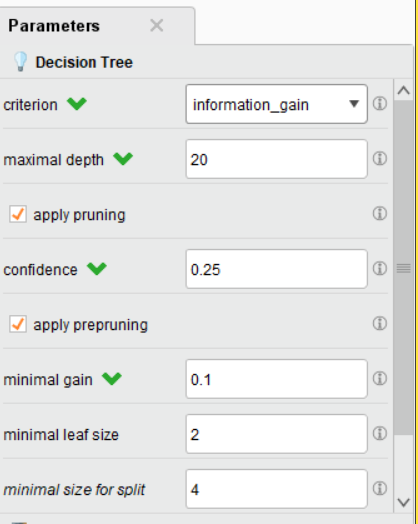 Parameters
Decision Tree
criterion information_gain
maximal depth 20
apply pruning
confidence 0.25
apply prepruning
minimal gain 0.1
minimal leaf size 2
minimal size for split 4